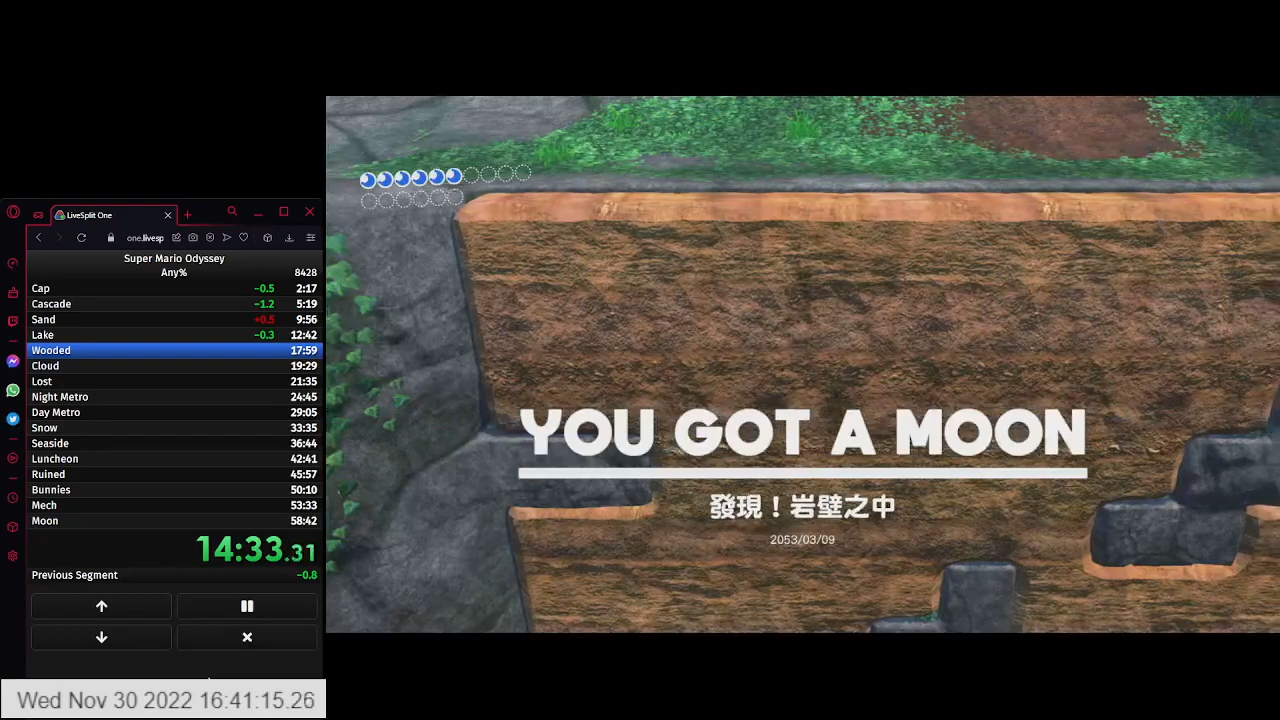 LiveSplit One
one.livesp
Super Mario Odyssey
Any% 8428
Cap −0.5 2:17
Cascade −1.2 5:19
Sand +0.5 9:56
Lake −0.3 12:42
Wooded 17:59
Cloud 19:29
Lost 21:35
Night Metro 24:45
Day Metro 29:05
Snow 33:35
Seaside 36:44
Luncheon 42:41
Ruined 45:57
Bunnies 50:10
Mech 53:33
Moon 58:42
14:33.31
Previous Segment −0.8
Wed Nov 30 2022 16:41:15.26
YOU GOT A MOON
發現！岩壁之中
2053/03/09